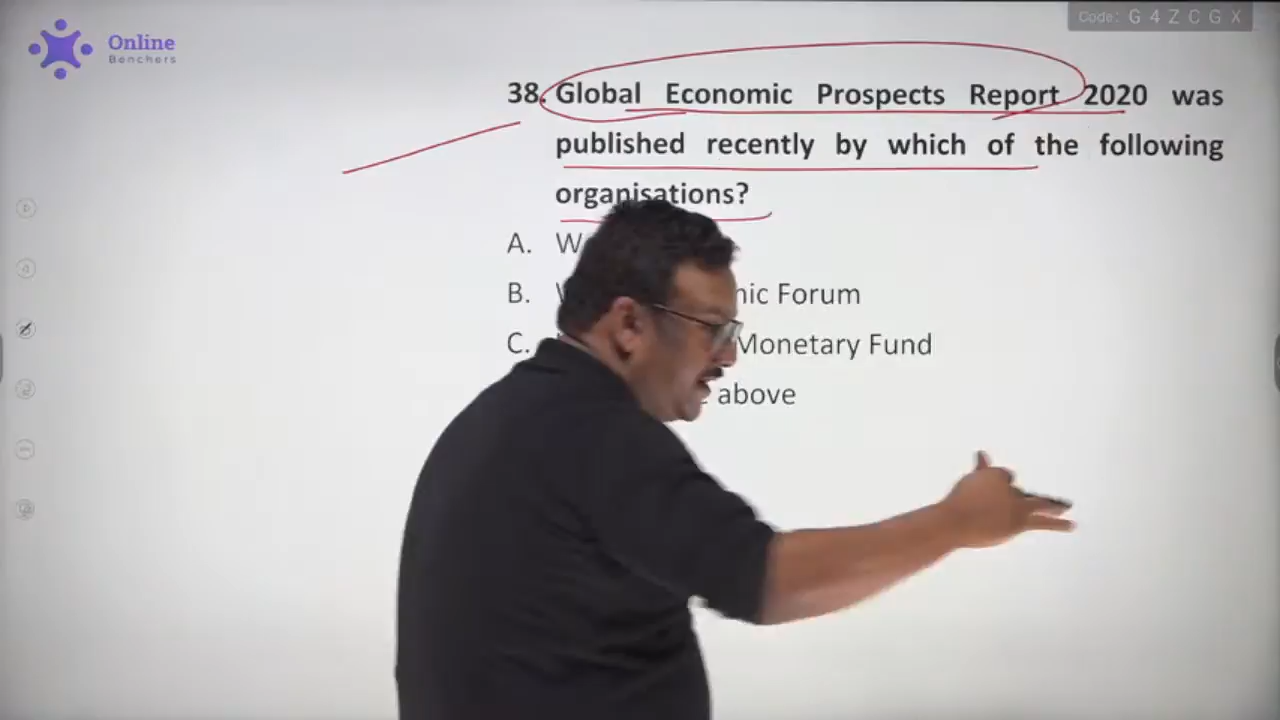 Online
Benchers
Code: G 4 Z C G X
38. Global Economic Prospects Report 2020 was
published recently by which of the following
organisations?
A.
B. Forum
C. Monetary Fund
above